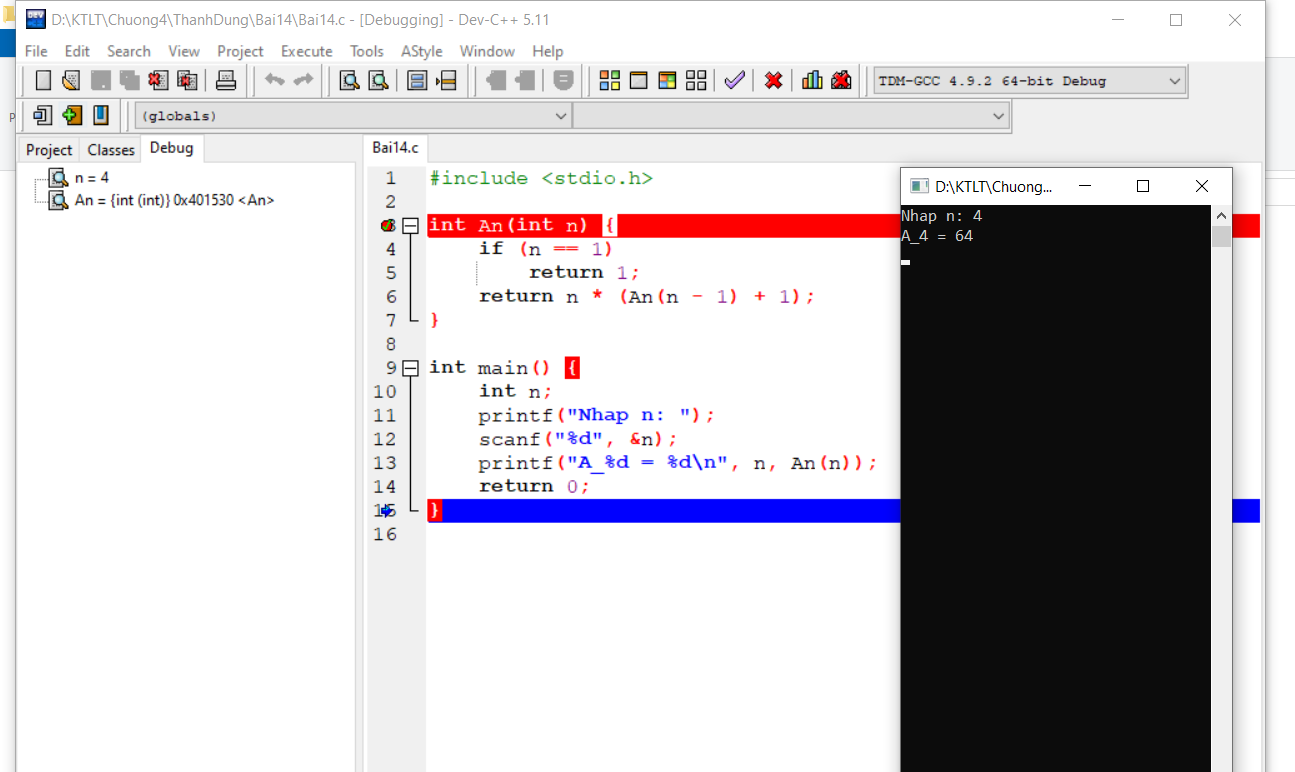 D:\KTLT\Chuong4\ThanhDung\Bai14\Bai14.c - [Debugging] - Dev-C++ 5.11
File Edit Search View Project Execute Tools AStyle Window Help
TDM-GCC 4.9.2 64-bit Debug
(globals)
Project Classes Debug
n = 4
An = {int (int)} 0x401530 <An>
Bai14.c
1 #include <stdio.h>
2
int An(int n) {
4 if (n == 1)
5 return 1;
6 return n * (An(n - 1) + 1);
7 }
8
9 int main() {
10 int n;
11 printf("Nhap n: ");
12 scanf("%d", &n);
13 printf("A_%d = %d\n", n, An(n));
14 return 0;
15 }
16
D:\KTLT\Chuong...
Nhap n: 4
A_4 = 64